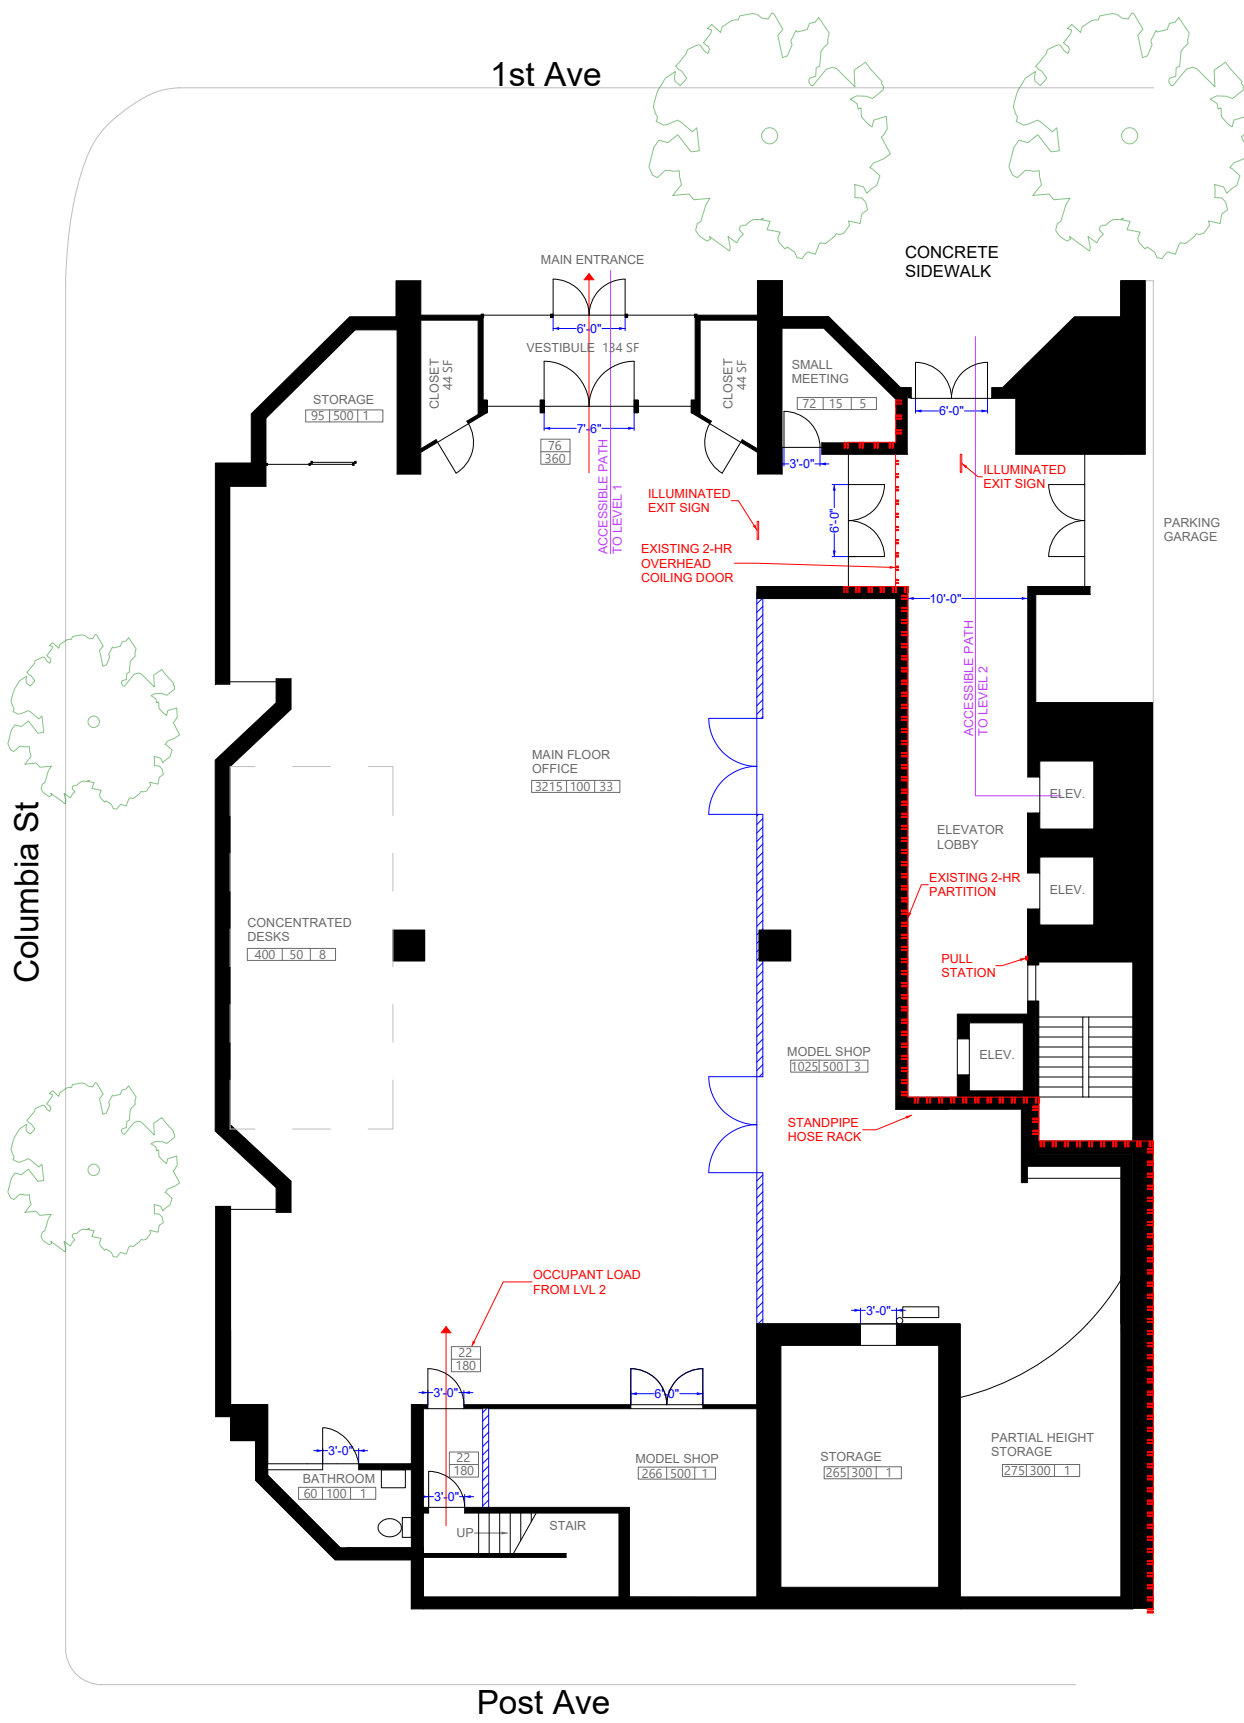 1st Ave
CONCRETE
SIDEWALK
MAIN ENTRANCE
6'-0"
VESTIBULE 134 SF
CLOSET
44 SF
CLOSET
44 SF
7'-6"
76
360
STORAGE
95 | 500 | 1
SMALL
MEETING
72 | 15 | 5
3'-0"
6'-0"
ILLUMINATED
EXIT SIGN
ILLUMINATED
EXIT SIGN
ACCESSIBLE PATH
TO LEVEL 1
6'-0"
EXISTING 2-HR
OVERHEAD
COILING DOOR
PARKING
GARAGE
10'-0"
ACCESSIBLE PATH
TO LEVEL 2
MAIN FLOOR
OFFICE
3215 | 100 | 33
ELEV.
ELEVATOR
LOBBY
Columbia St
EXISTING 2-HR
PARTITION
ELEV.
CONCENTRATED
DESKS
400 | 50 | 8
PULL
STATION
MODEL SHOP
1025 | 500 | 3
ELEV.
STANDPIPE
HOSE RACK
OCCUPANT LOAD
FROM LVL 2
22
180
3'-0"
3'-0"
6'-0"
3'-0"
22
180
3'-0"
BATHROOM
60 | 100 | 1
MODEL SHOP
266 | 500 | 1
STORAGE
265 | 300 | 1
PARTIAL HEIGHT
STORAGE
275 | 300 | 1
UP
STAIR
Post Ave